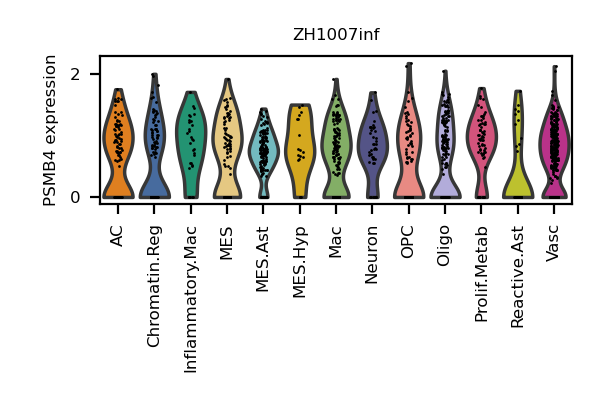 ZH1007inf
PSMB4 expression
2
0
AC
Chromatin.Reg
Inflammatory.Mac
MES
MES.Ast
MES.Hyp
Mac
Neuron
OPC
Oligo
Prolif.Metab
Reactive.Ast
Vasc